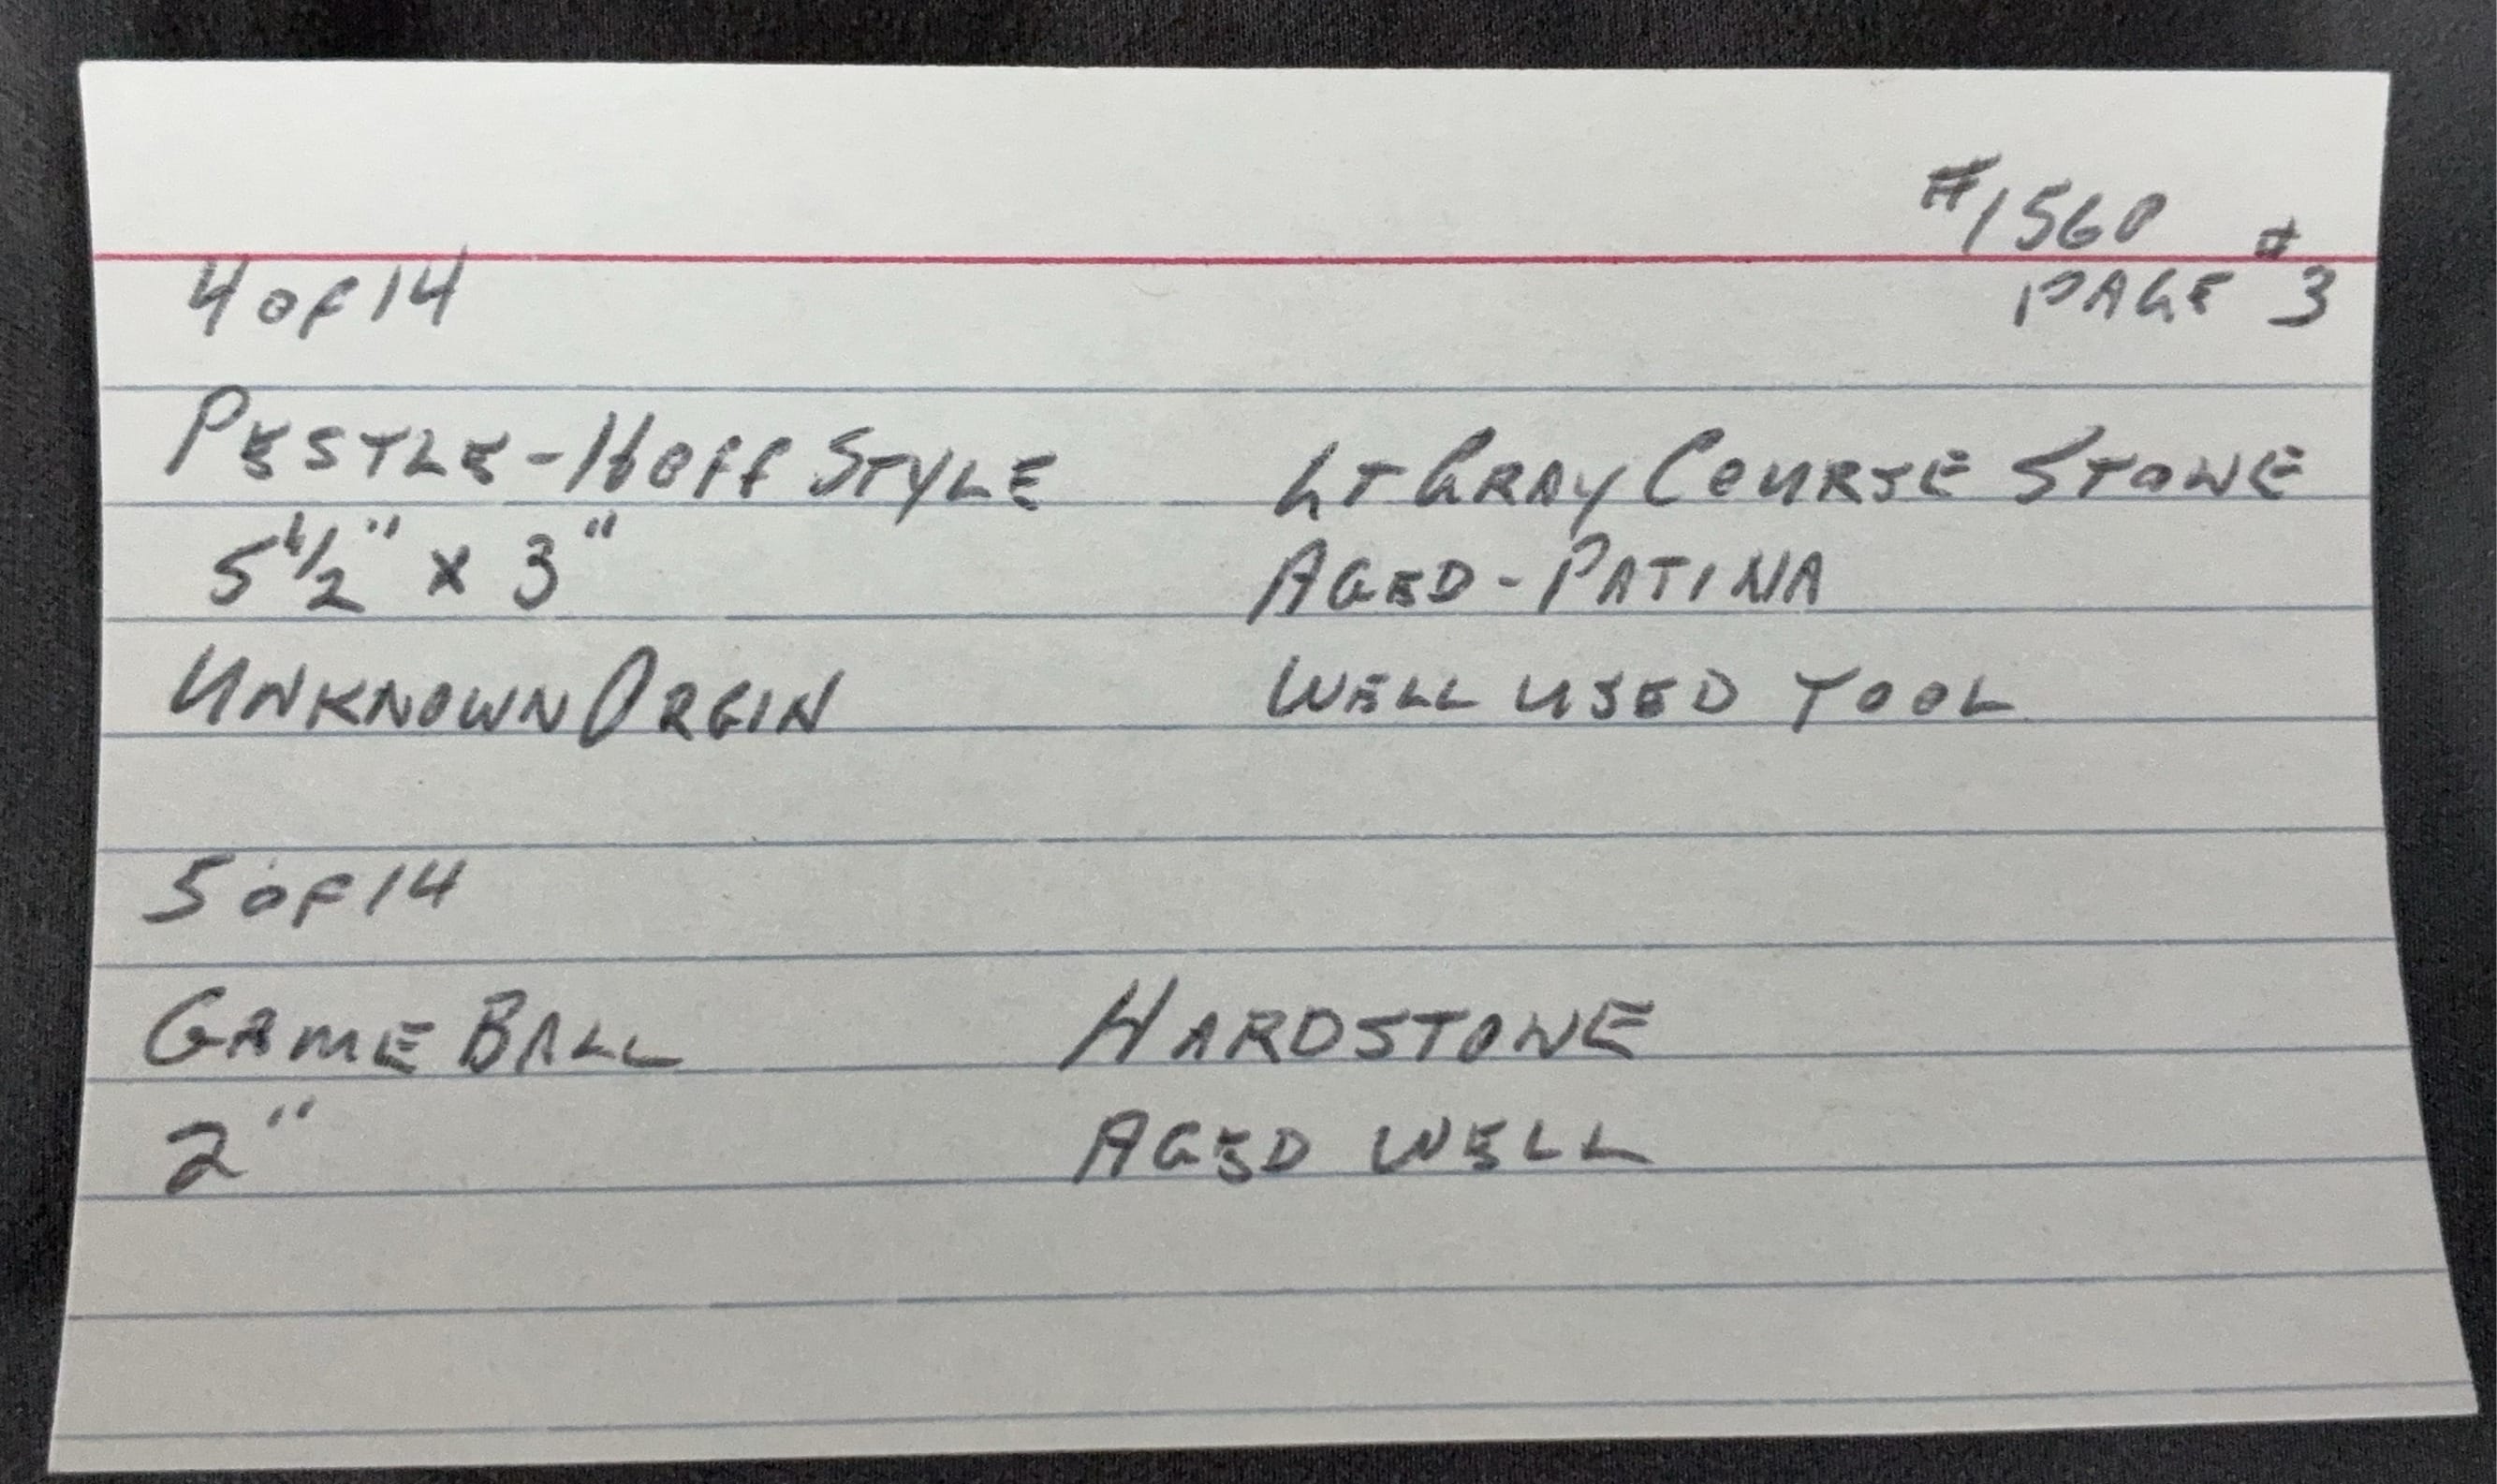 #1560
PAGE #3
4 of 14
PESTLE - HOFF STYLE
LT GRAY COURSE STONE
5 1/2" x 3"
AGED - PATINA
UNKNOWN ORGIN
WELL USED TOOL
5 of 14
GAME BALL
HARDSTONE
2"
AGED WELL